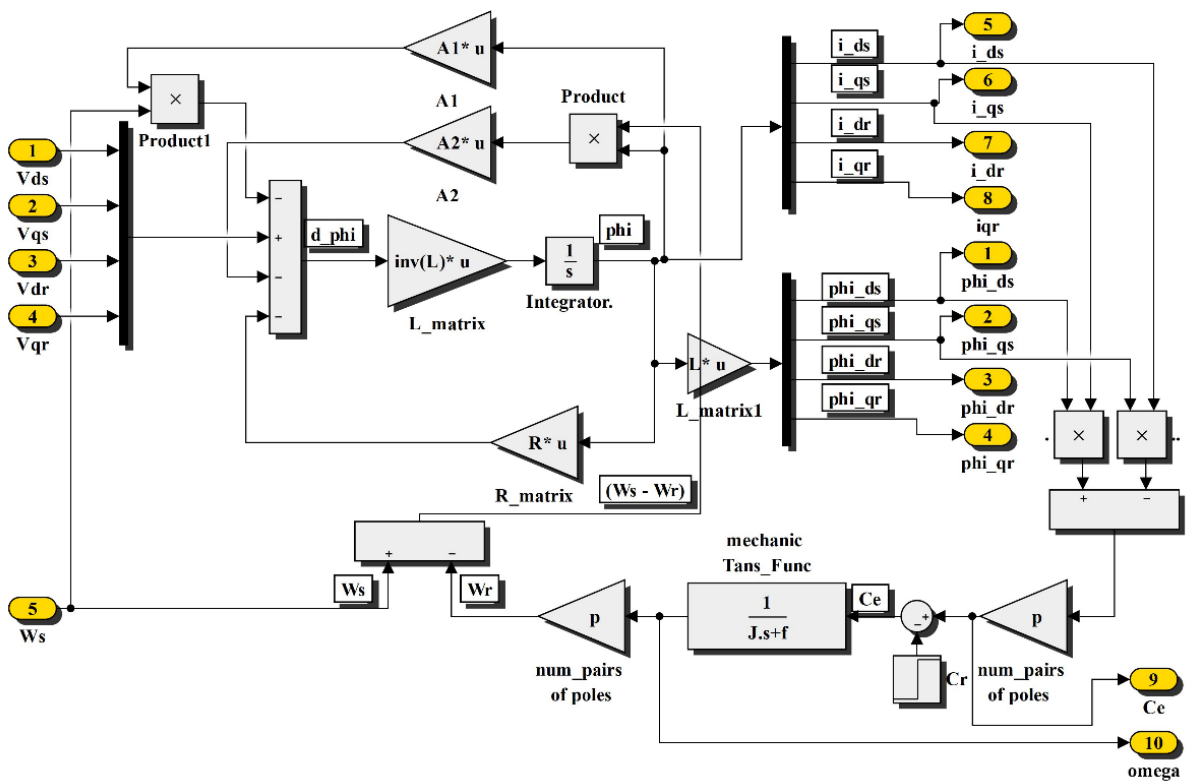 A1* u
A1
×
Product1
Product
×
A2* u
A2
1
Vds
2
Vqs
3
Vdr
4
Vqr
−
+
−
−
d_phi
inv(L)* u
L_matrix
1
s
Integrator.
phi
L* u
L_matrix1
R* u
R_matrix
(Ws - Wr)
i_ds
i_qs
i_dr
i_qr
5
i_ds
6
i_qs
7
i_dr
8
iqr
phi_ds
phi_qs
phi_dr
phi_qr
1
phi_ds
2
phi_qs
3
phi_dr
4
phi_qr
. × × ..
+ −
+ −
Ws
Wr
5
Ws
p
num_pairs
of poles
mechanic
Tans_Func
1
J.s+f
Ce
− +
Cr
p
num_pairs
of poles
9
Ce
10
omega